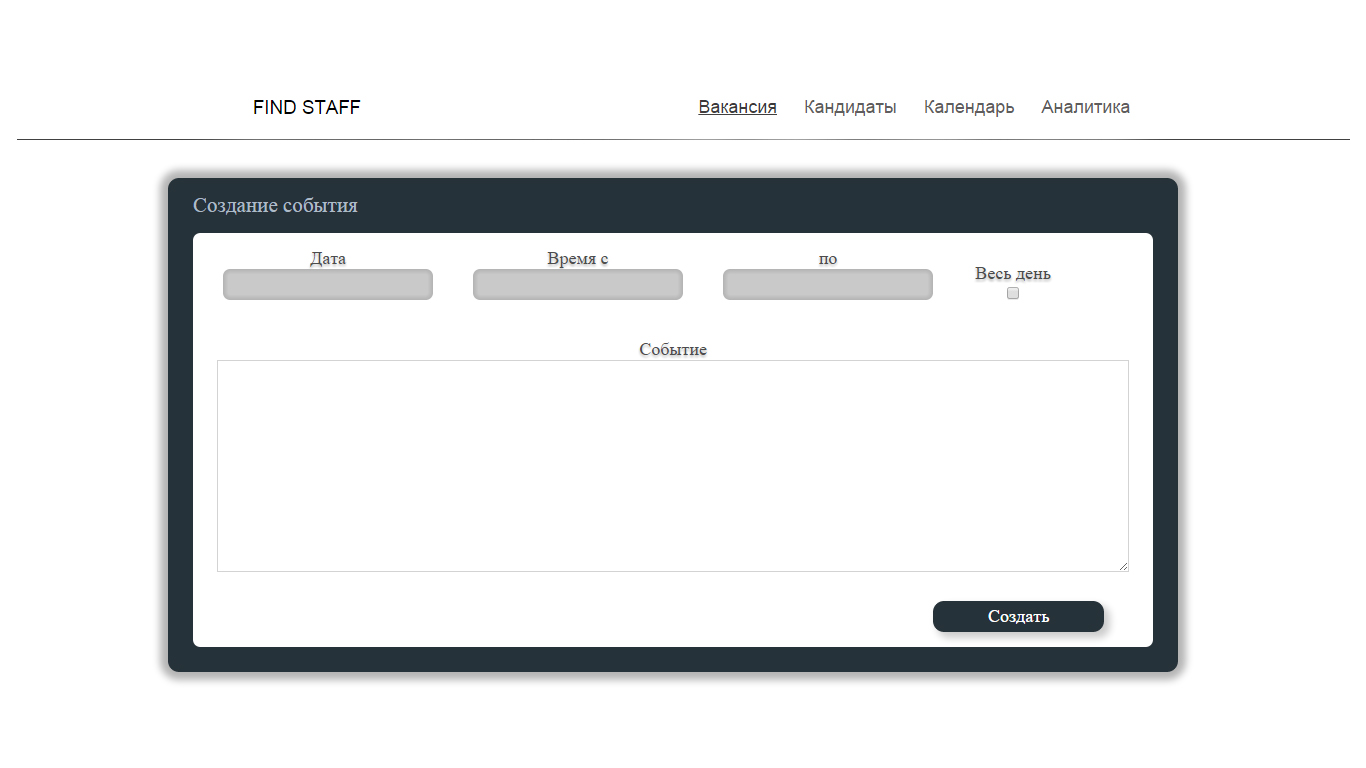 FIND STAFF Вакансия Кандидаты Календарь Аналитика
Создание события
Дата Время с по Весь день
Событие
Создать